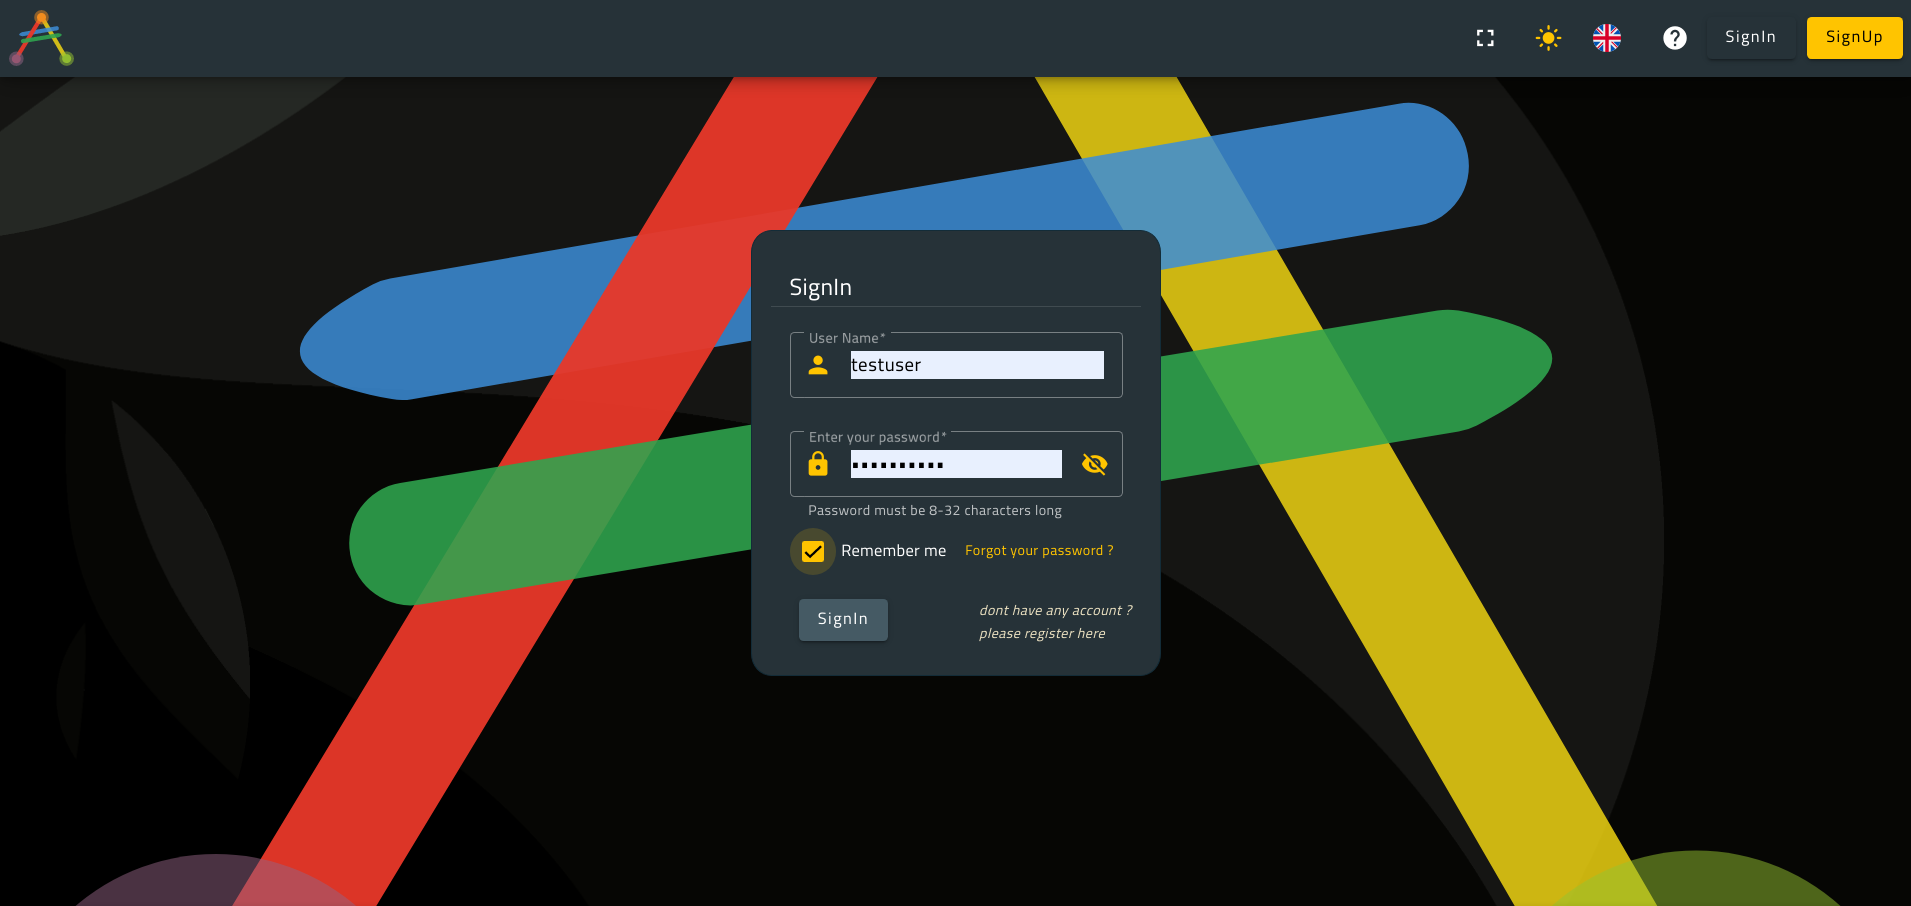 SignIn
SignUp
SignIn
User Name*
testuser
Enter your password*
••••••••••
Password must be 8-32 characters long
Remember me
Forgot your password ?
SignIn
dont have any account ?
please register here